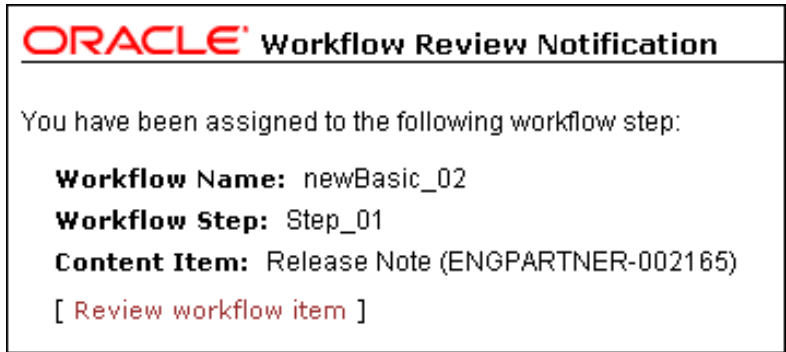 ORACLE' Workflow Review Notification
You have been assigned to the following workflow step:
Workflow Name: newBasic_02
Workflow Step: Step_01
Content Item: Release Note (ENGPARTNER-002165)
[ Review workflow item ]